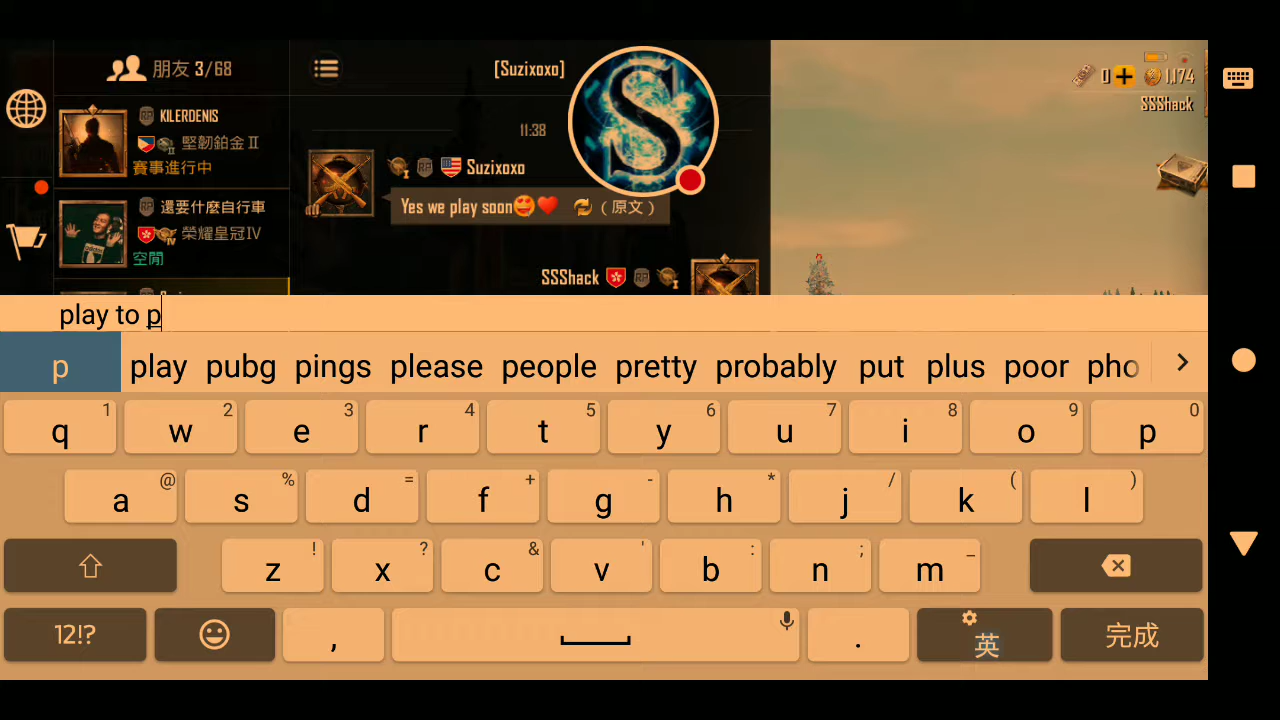 朋友 3/68
KILERDENIS
堅韌鉑金 II
賽事進行中
還要什麼自行車
榮耀皇冠IV
空閒
[Suzixoxo]
11:38
Suzixoxo
Yes we play soon😍❤️ (原文)
SSShack
S
0 + 1,174
SSShack
play to p
p play pubg pings please people pretty probably put plus poor pho
1 2 3 4 5 6 7 8 9 0
q w e r t y u i o p
@ % = + - * / ( )
a s d f g h j k l
! ? & ' : ; _
z x c v b n m
12!? , . 英 完成